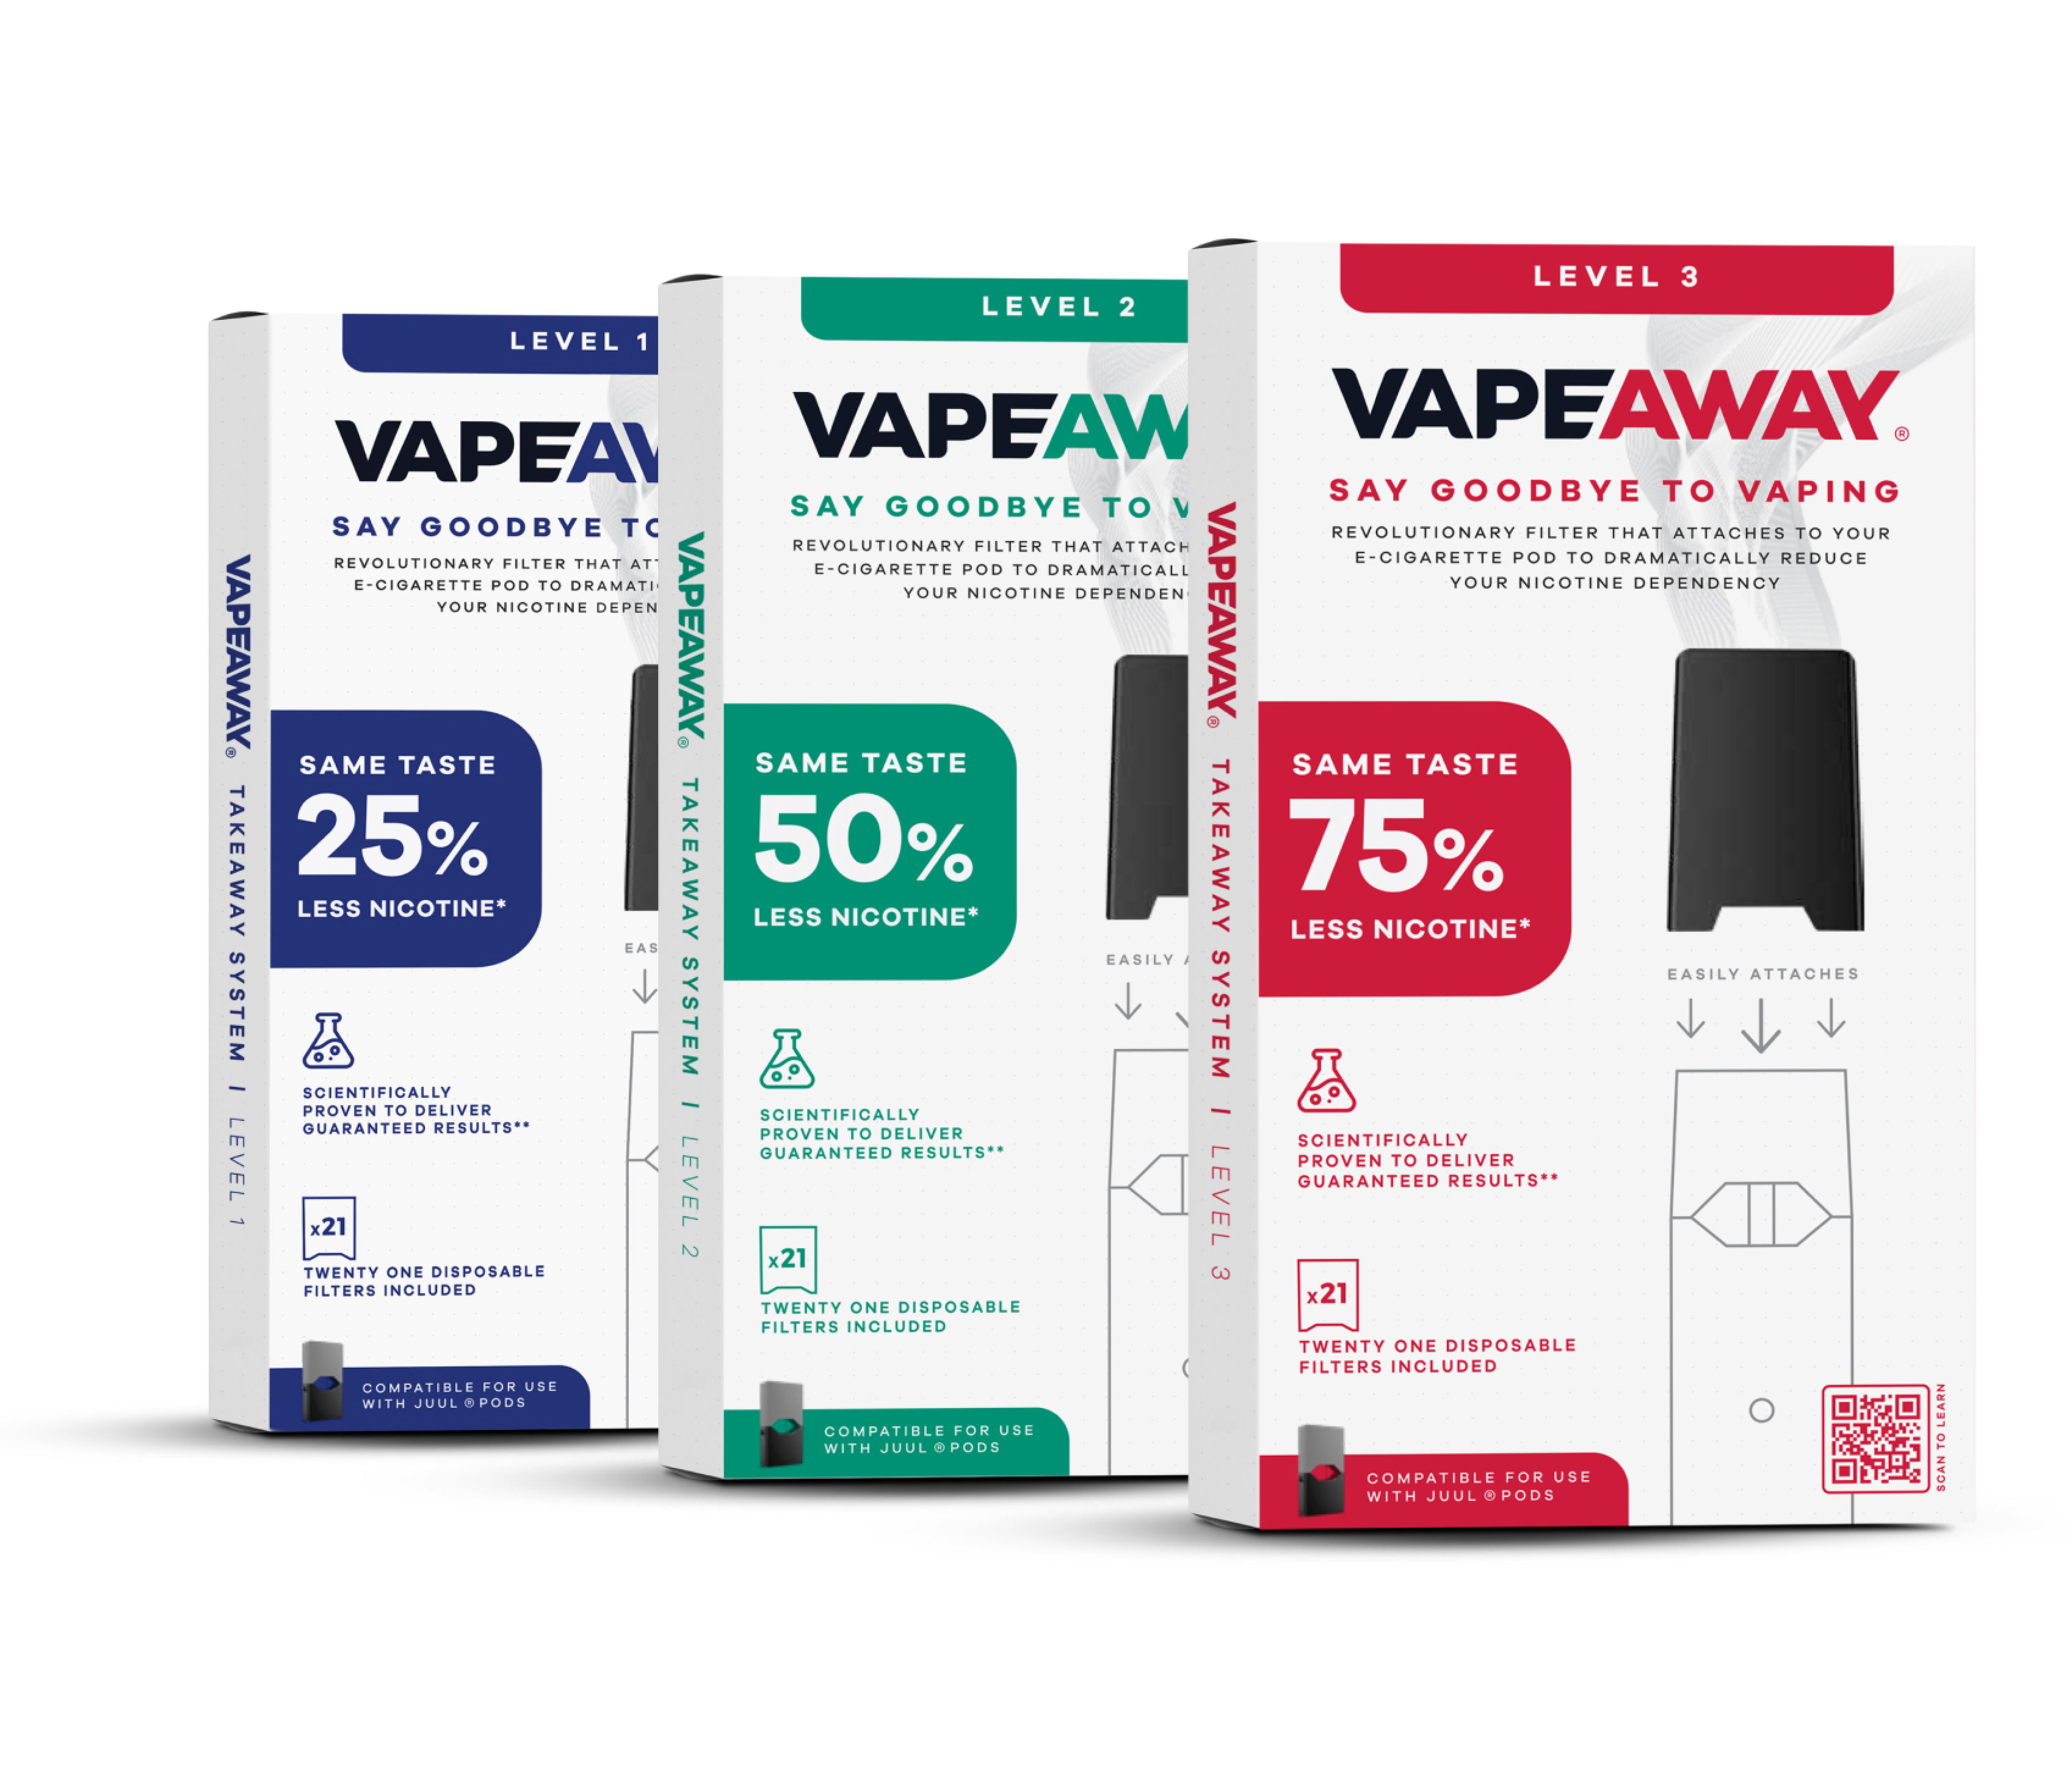 LEVEL 1
VAPEAW
SAY GOODBYE TO
REVOLUTIONARY FILTER THAT ATT
E-CIGARETTE POD TO DRAMATI
YOUR NICOTINE DEPEN
SAME TASTE
25%
LESS NICOTINE*
EAS
SCIENTIFICALLY
PROVEN TO DELIVER
GUARANTEED RESULTS**
x21
TWENTY ONE DISPOSABLE
FILTERS INCLUDED
COMPATIBLE FOR USE
WITH JUUL ® PODS
VAPEAWAY® TAKEAWAY SYSTEM | LEVEL 1
LEVEL 2
VAPEAW
SAY GOODBYE TO V
REVOLUTIONARY FILTER THAT ATTACH
E-CIGARETTE POD TO DRAMATICALL
YOUR NICOTINE DEPENDEN
SAME TASTE
50%
LESS NICOTINE*
EASILY A
SCIENTIFICALLY
PROVEN TO DELIVER
GUARANTEED RESULTS**
x21
TWENTY ONE DISPOSABLE
FILTERS INCLUDED
COMPATIBLE FOR USE
WITH JUUL ® PODS
VAPEAWAY® TAKEAWAY SYSTEM | LEVEL 2
LEVEL 3
VAPEAWAY®
SAY GOODBYE TO VAPING
REVOLUTIONARY FILTER THAT ATTACHES TO YOUR
E-CIGARETTE POD TO DRAMATICALLY REDUCE
YOUR NICOTINE DEPENDENCY
SAME TASTE
75%
LESS NICOTINE*
EASILY ATTACHES
SCIENTIFICALLY
PROVEN TO DELIVER
GUARANTEED RESULTS**
x21
TWENTY ONE DISPOSABLE
FILTERS INCLUDED
COMPATIBLE FOR USE
WITH JUUL ® PODS
SCAN TO LEARN
VAPEAWAY® TAKEAWAY SYSTEM | LEVEL 3